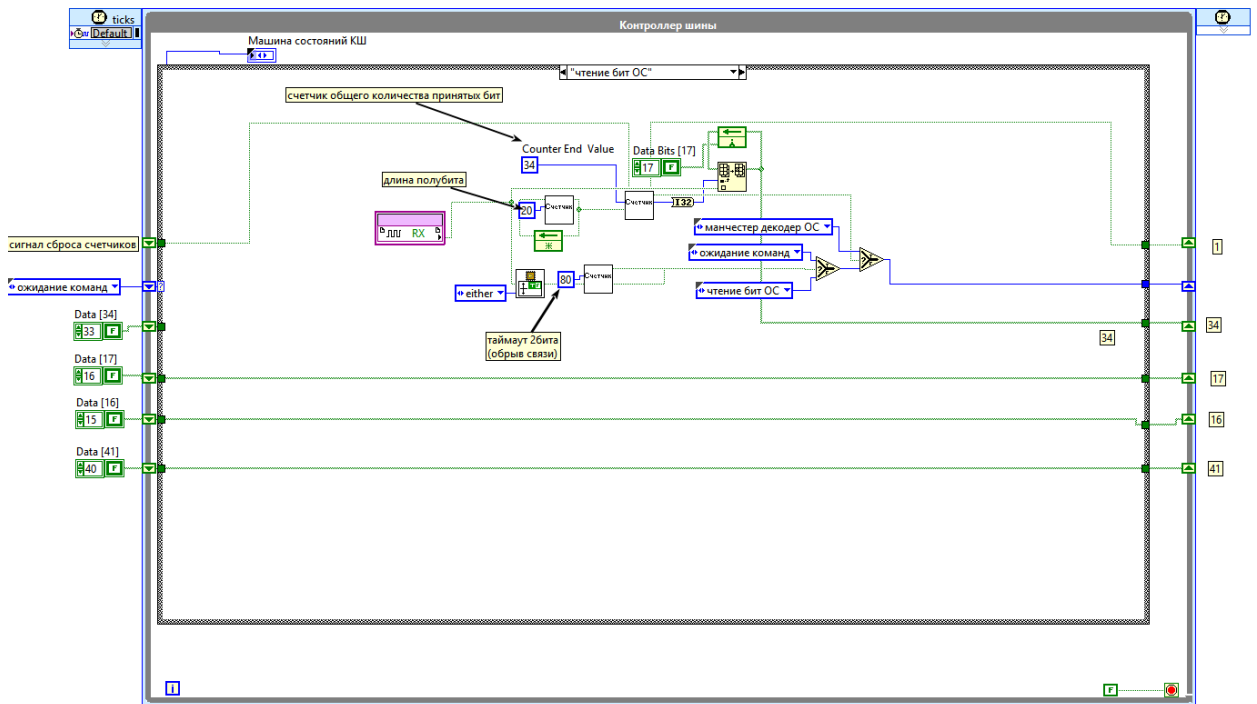 ticks
Default
Контроллер шины
Машина состояний КШ
"чтение бит ОС"
счетчик общего количества принятых бит
Counter End Value
34
Data Bits [17]
17
F
длина полубита
20
Счетчик
Счетчик
I32
RX
манчестер декодер ОС
сигнал сброса счетчиков
ожидание команд
ожидание команд
either
80
Счетчик
чтение бит ОС
1
Data [34]
33
F
таймаут 2бита
(обрыв связи)
34
34
Data [17]
16
F
17
Data [16]
15
F
16
Data [41]
40
F
41
i
F